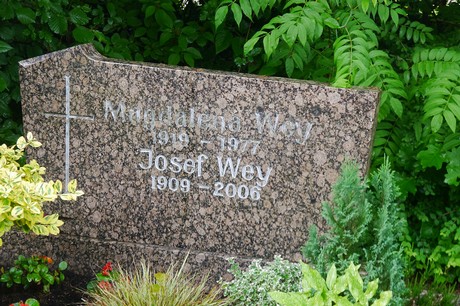 Magdalena Wey
1919 - 1977
Josef Wey
1909 - 2006